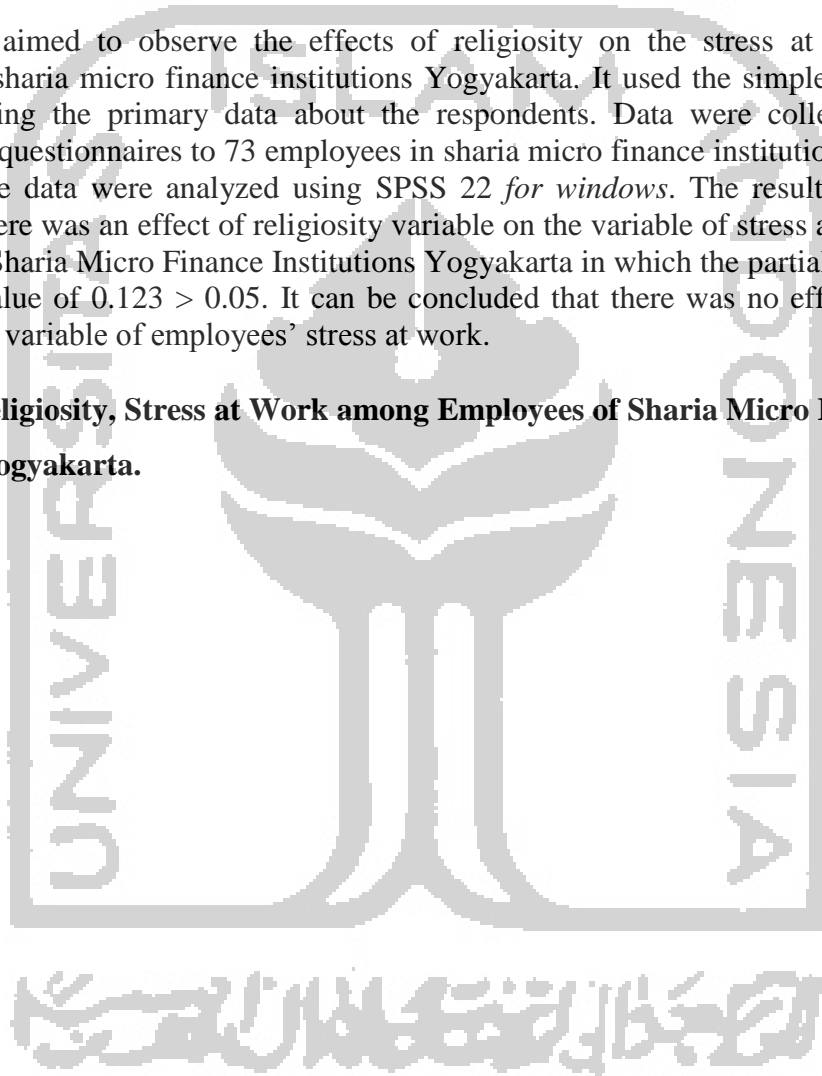 aimed to observe the effects of religiosity on the stress at
sharia micro finance institutions Yogyakarta. It used the simple
ing the primary data about the respondents. Data were colle
questionnaires to 73 employees in sharia micro finance institutio
e data were analyzed using SPSS 22 for windows. The result
ere was an effect of religiosity variable on the variable of stress a
Sharia Micro Finance Institutions Yogyakarta in which the partial
alue of 0.123 > 0.05. It can be concluded that there was no eff
variable of employees’ stress at work.
eligiosity, Stress at Work among Employees of Sharia Micro
ogyakarta.
ISLAM
UNIVERSITAS
INDONESIA